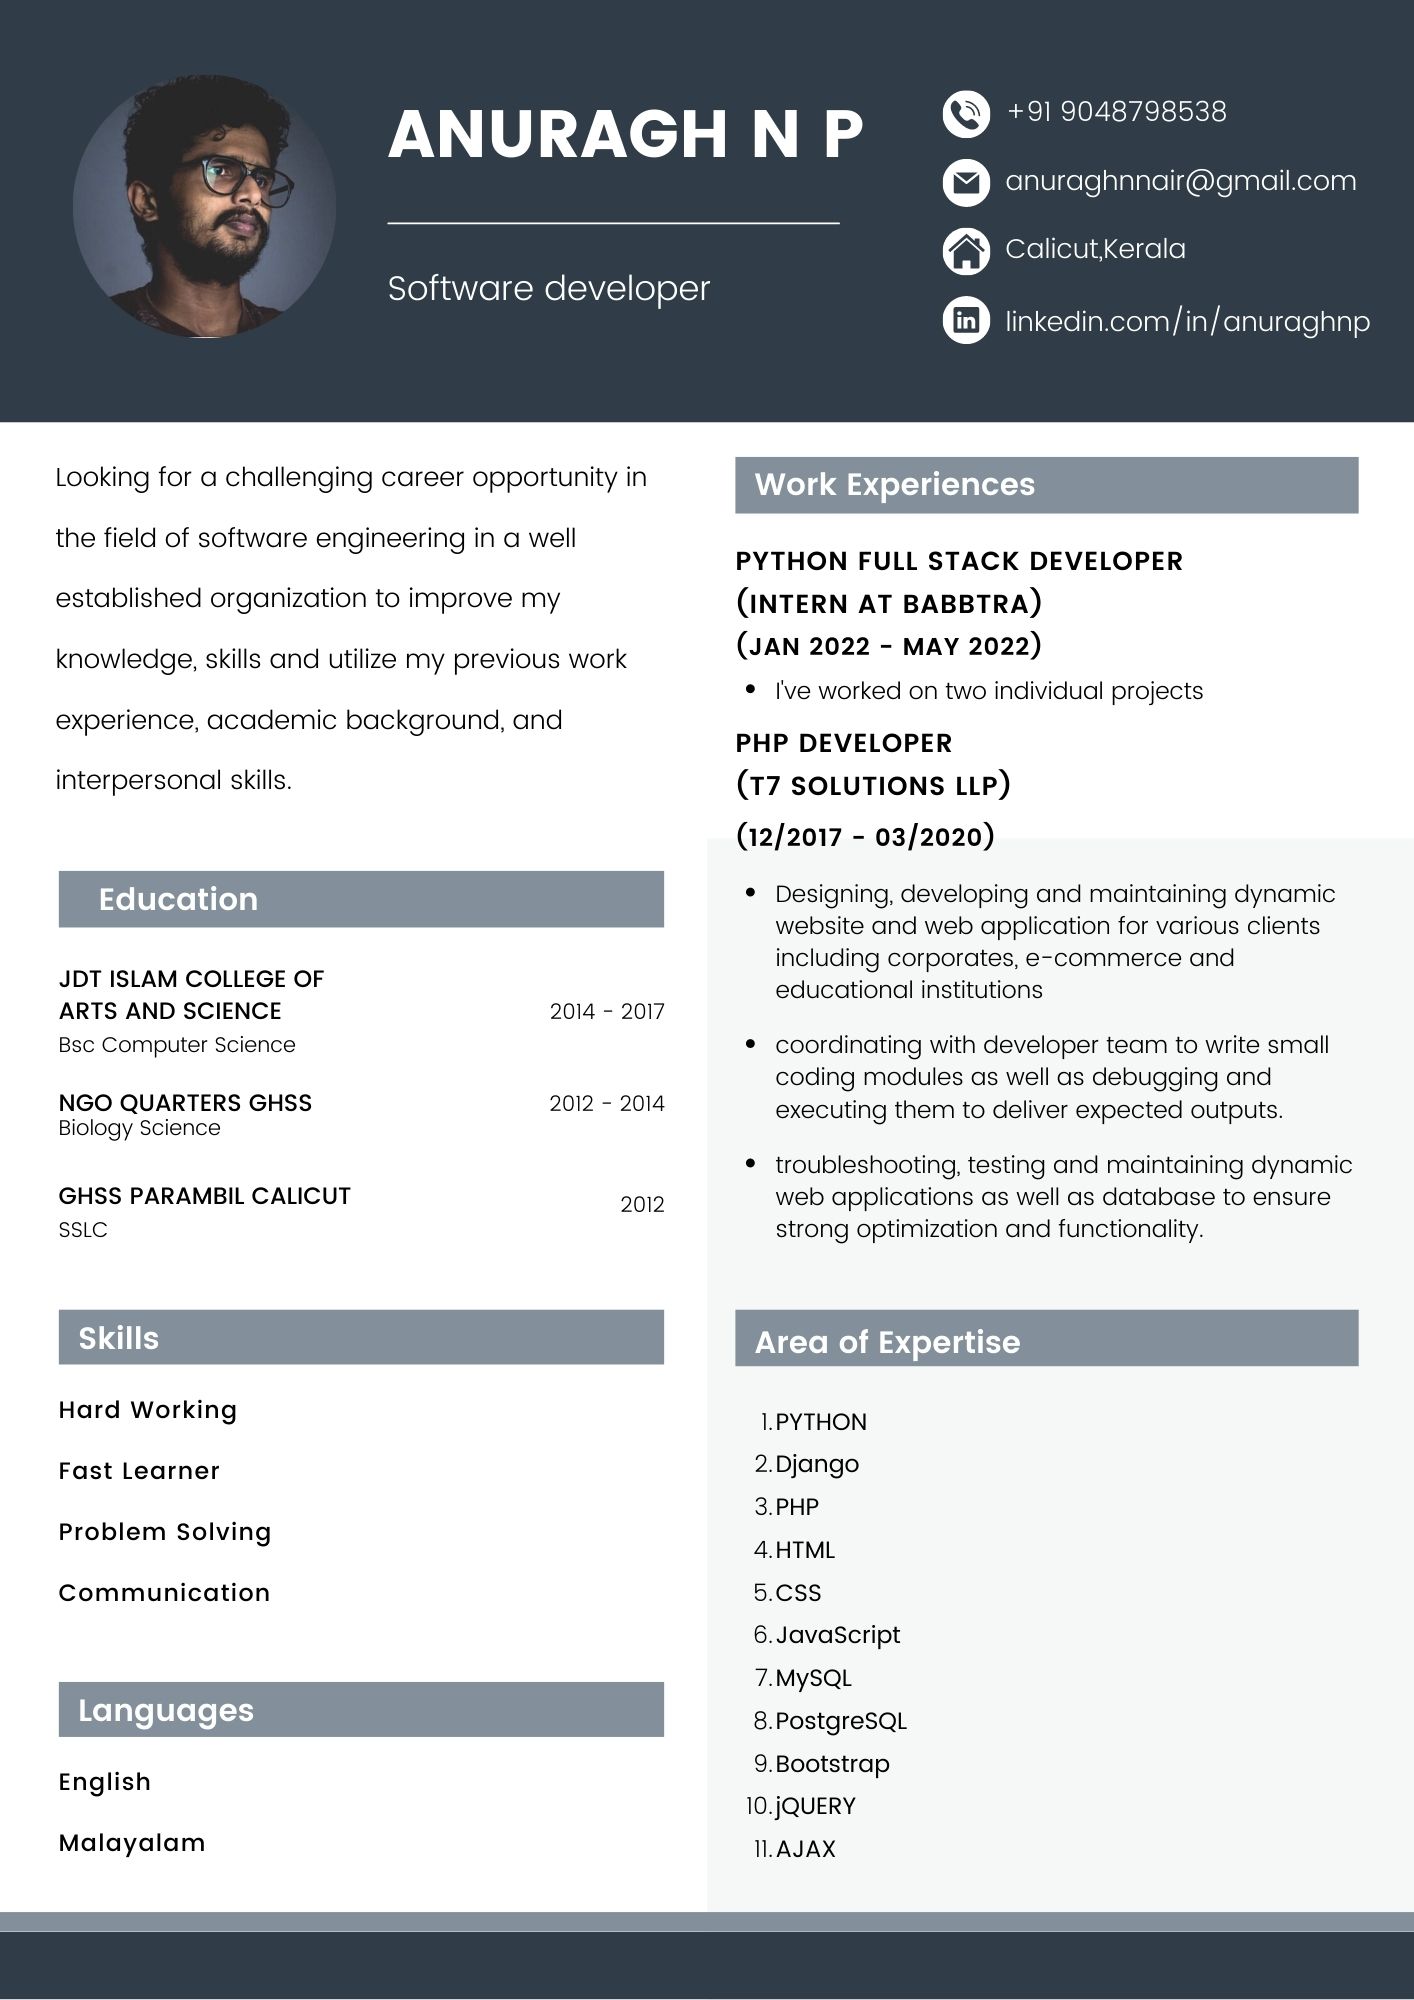 ANURAGH N P
Software developer
+91 9048798538
anuraghnnair@gmail.com
Calicut,Kerala
linkedin.com/in/anuraghnp
Looking for a challenging career opportunity in
the field of software engineering in a well
established organization to improve my
knowledge, skills and utilize my previous work
experience, academic background, and
interpersonal skills.
Education
JDT ISLAM COLLEGE OF
ARTS AND SCIENCE 2014 - 2017
Bsc Computer Science
NGO QUARTERS GHSS 2012 - 2014
Biology Science
GHSS PARAMBIL CALICUT 2012
SSLC
Skills
Hard Working
Fast Learner
Problem Solving
Communication
Languages
English
Malayalam
Work Experiences
PYTHON FULL STACK DEVELOPER
(INTERN AT BABBTRA)
(JAN 2022 - MAY 2022)
• I've worked on two individual projects
PHP DEVELOPER
(T7 SOLUTIONS LLP)
(12/2017 - 03/2020)
• Designing, developing and maintaining dynamic
website and web application for various clients
including corporates, e-commerce and
educational institutions
• coordinating with developer team to write small
coding modules as well as debugging and
executing them to deliver expected outputs.
• troubleshooting, testing and maintaining dynamic
web applications as well as database to ensure
strong optimization and functionality.
Area of Expertise
1. PYTHON
2. Django
3. PHP
4. HTML
5. CSS
6. JavaScript
7. MySQL
8. PostgreSQL
9. Bootstrap
10. jQUERY
11. AJAX